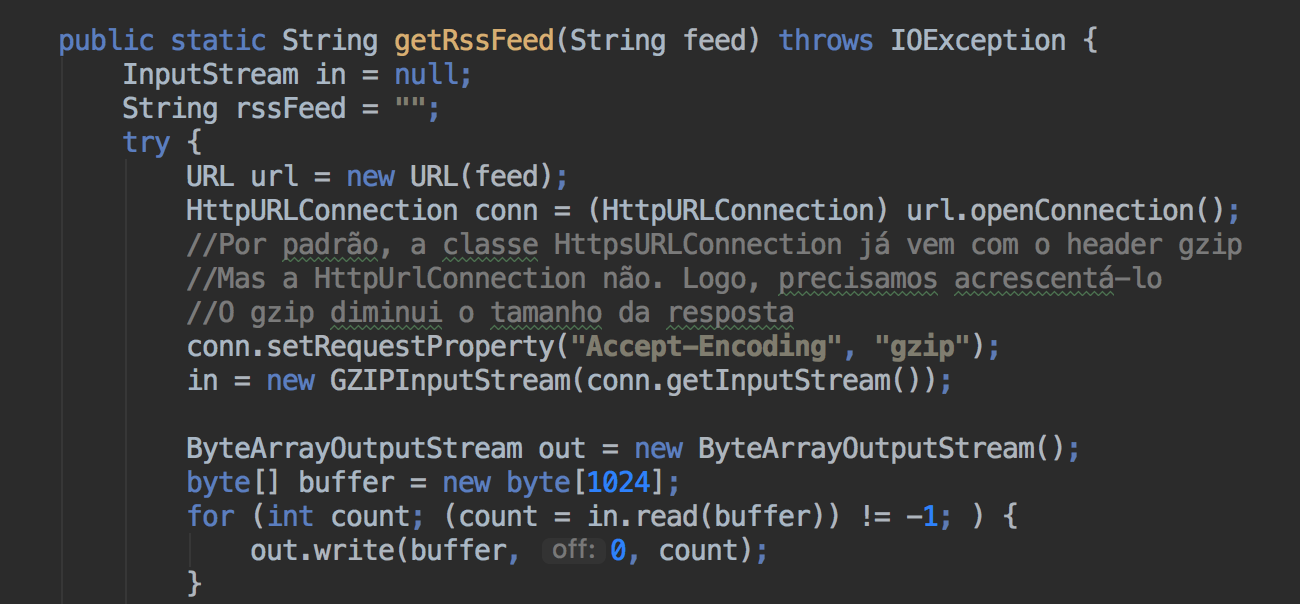 public static String getRssFeed(String feed) throws IOException {
InputStream in = null;
String rssFeed = "";
try {
URL url = new URL(feed);
HttpURLConnection conn = (HttpURLConnection) url.openConnection();
//Por padrão, a classe HttpsURLConnection já vem com o header gzip
//Mas a HttpUrlConnection não. Logo, precisamos acrescentá-lo
//O gzip diminui o tamanho da resposta
conn.setRequestProperty("Accept-Encoding", "gzip");
in = new GZIPInputStream(conn.getInputStream());
ByteArrayOutputStream out = new ByteArrayOutputStream();
byte[] buffer = new byte[1024];
for (int count; (count = in.read(buffer)) != -1; ) {
out.write(buffer, off: 0, count);
}